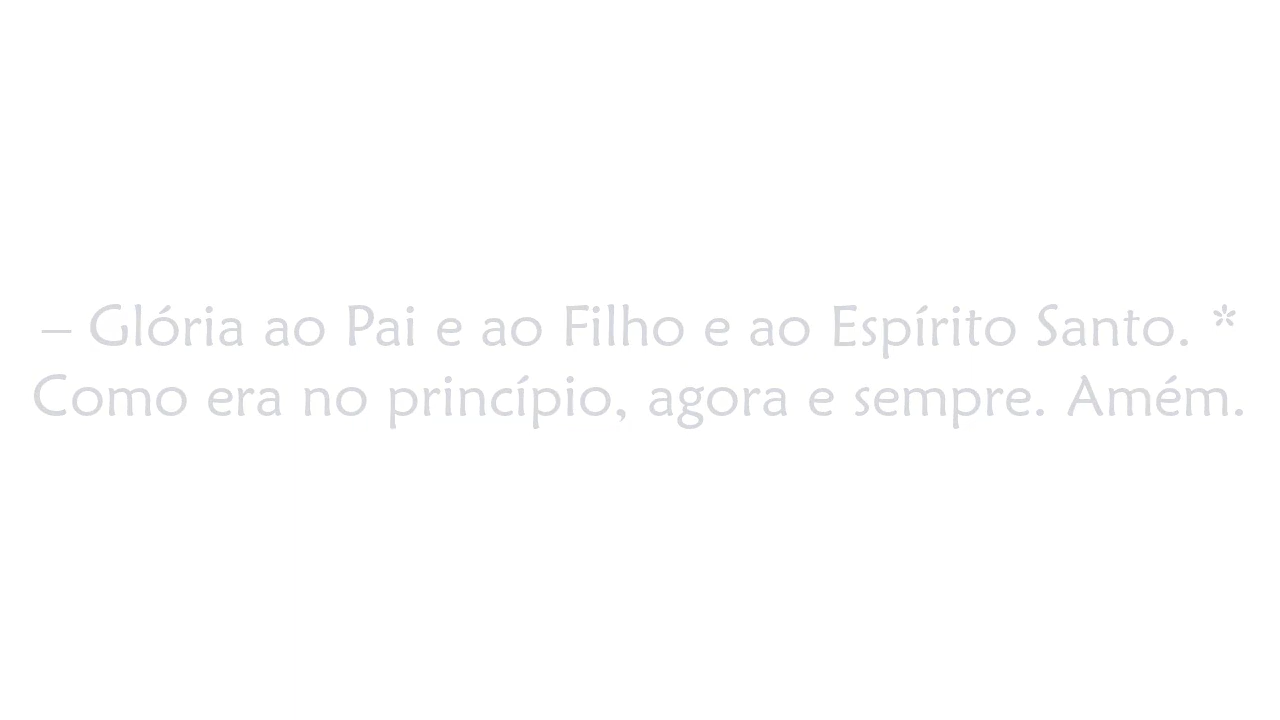 – Glória ao Pai e ao Filho e ao Espírito Santo. *
Como era no princípio, agora e sempre. Amém.